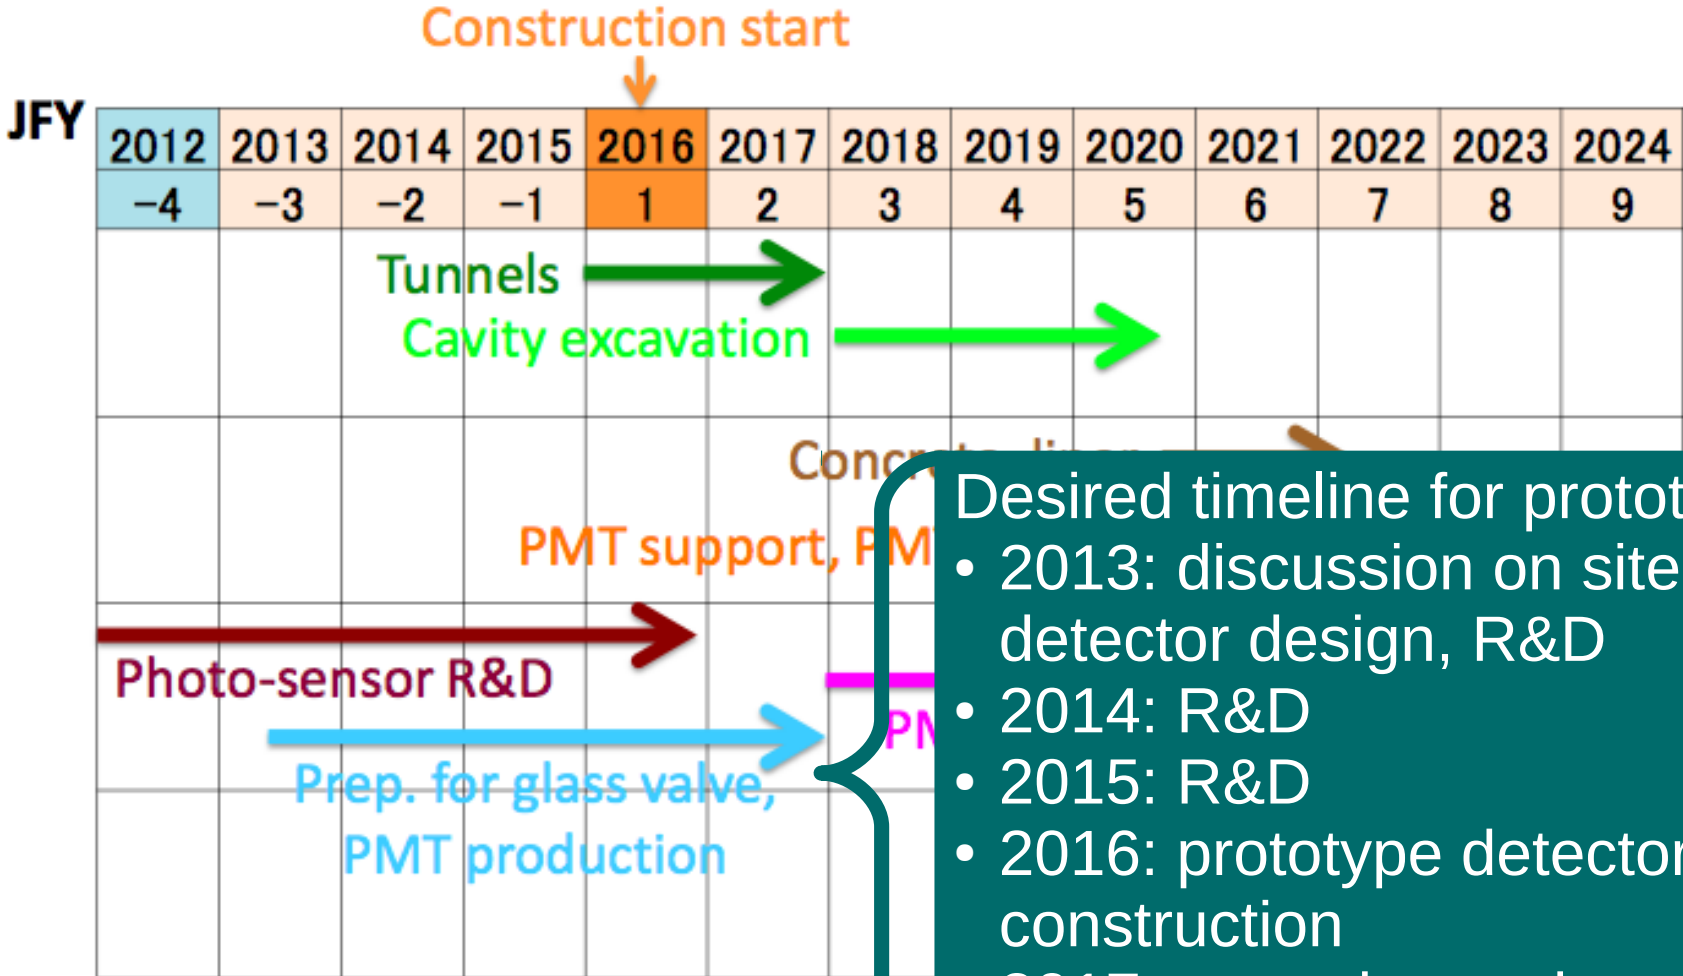 Construction start
JFY
2012 2013 2014 2015 2016 2017 2018 2019 2020 2021 2022 2023 2024
−4 −3 −2 −1 1 2 3 4 5 6 7 8 9
Tunnels
Cavity excavation
PMT support,
Photo-sensor R&D
Prep. for glass valve,
PMT production
Desired timeline for protot
• 2013: discussion on site
detector design, R&D
• 2014: R&D
• 2015: R&D
• 2016: prototype detector
construction